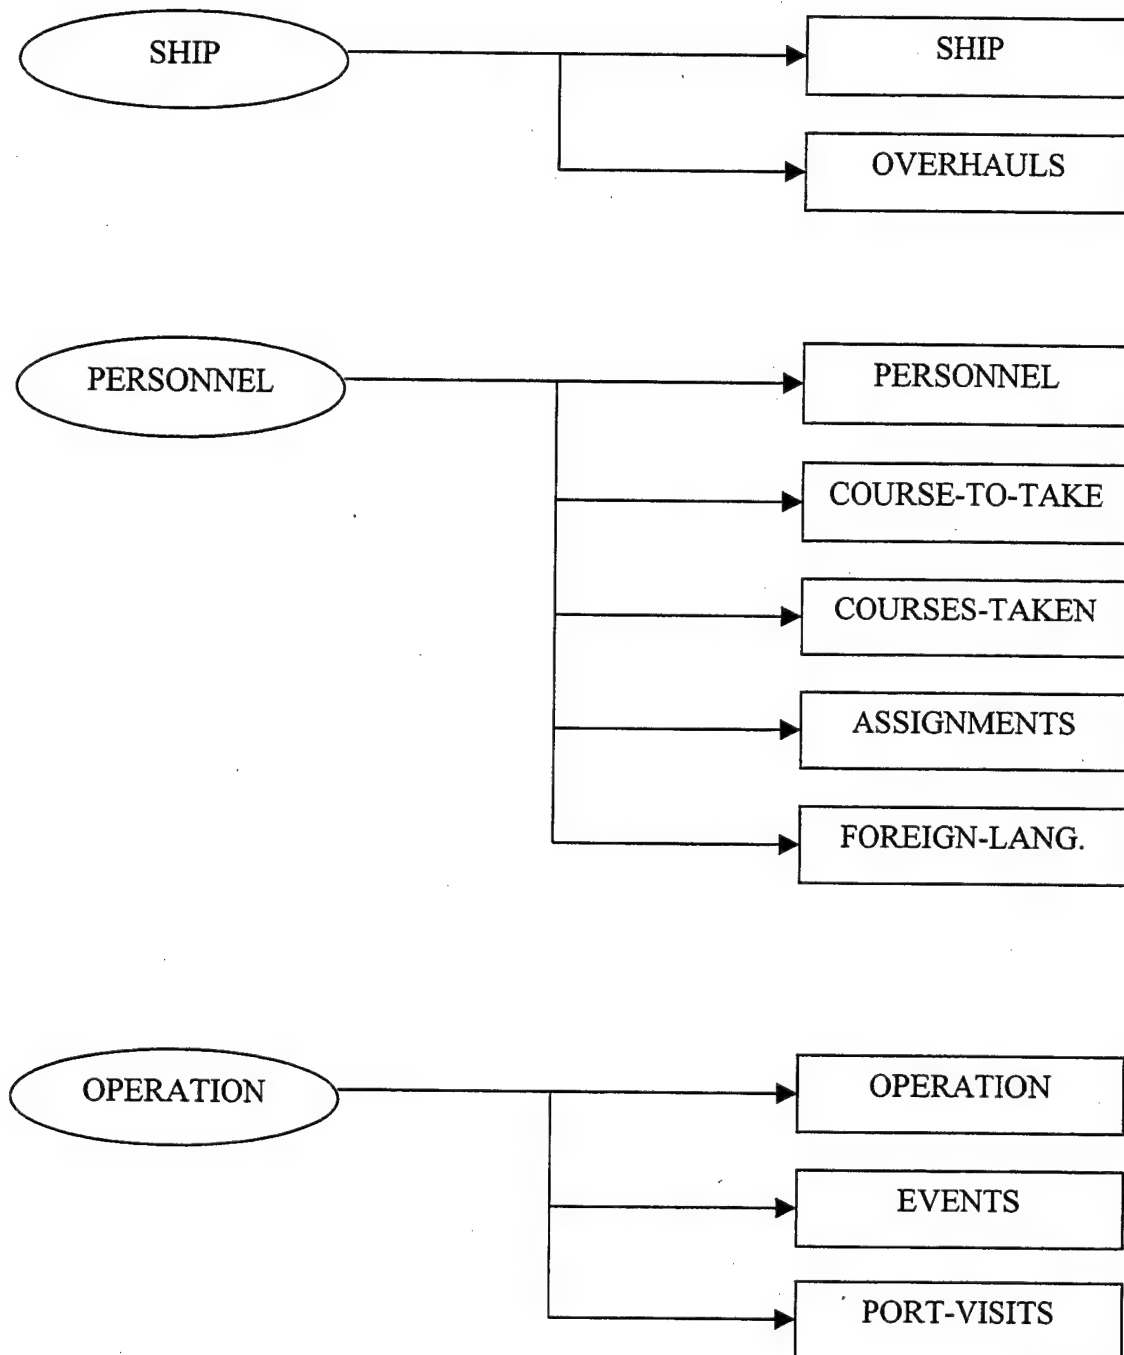 SHIP
SHIP
OVERHAULS
PERSONNEL
PERSONNEL
COURSE-TO-TAKE
COURSES-TAKEN
ASSIGNMENTS
FOREIGN-LANG.
OPERATION
OPERATION
EVENTS
PORT-VISITS